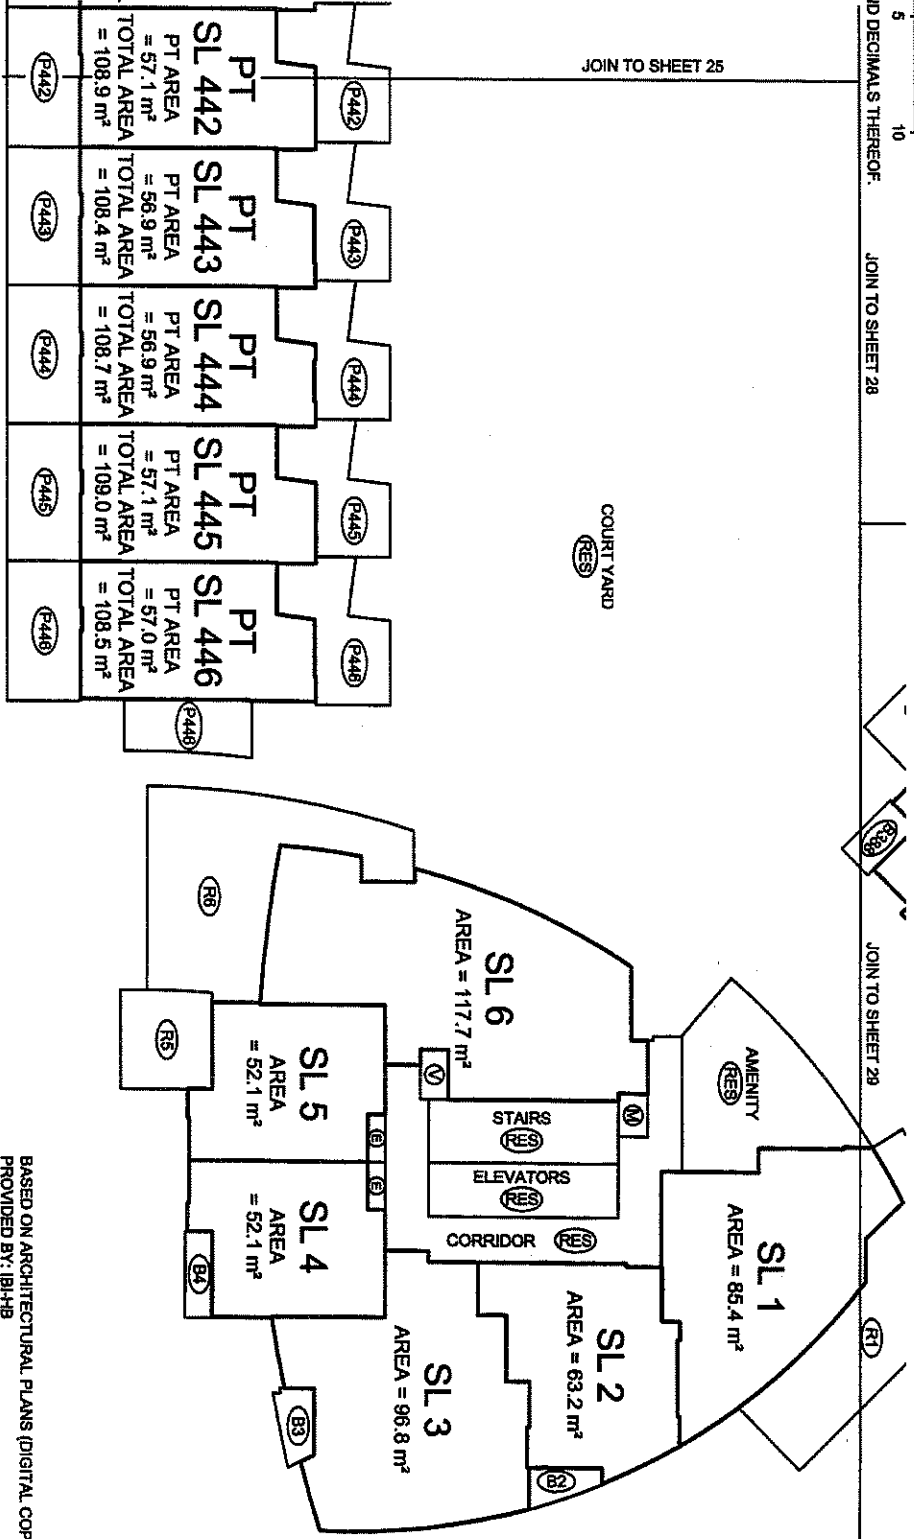 5
10
ND DECIMALS THEREOF.
JOIN TO SHEET 28
JOIN TO SHEET 29
JOIN TO SHEET 25
P442
P443
P444
P445
P446
PT
SL 442
PT AREA
= 57.1 m²
TOTAL AREA
= 108.9 m²
P442
PT
SL 443
PT AREA
= 56.9 m²
TOTAL AREA
= 108.4 m²
P443
PT
SL 444
PT AREA
= 56.9 m²
TOTAL AREA
= 108.7 m²
P444
PT
SL 445
PT AREA
= 57.1 m²
TOTAL AREA
= 109.0 m²
P445
PT
SL 446
PT AREA
= 57.0 m²
TOTAL AREA
= 108.5 m²
P446
P446
COURT YARD
RES
AMENITY
RES
SL 1
AREA = 85.4 m²
R1
SL 2
AREA = 63.2 m²
B2
SL 3
AREA = 96.8 m²
B3
SL 4
AREA
= 52.1 m²
B4
E
SL 5
AREA
= 52.1 m²
E
R5
SL 6
AREA = 117.7 m²
R6
V
M
STAIRS
RES
ELEVATORS
RES
CORRIDOR RES
BASED ON ARCHITECTURAL PLANS (DIGITAL COP
PROVIDED BY: IBI-HB